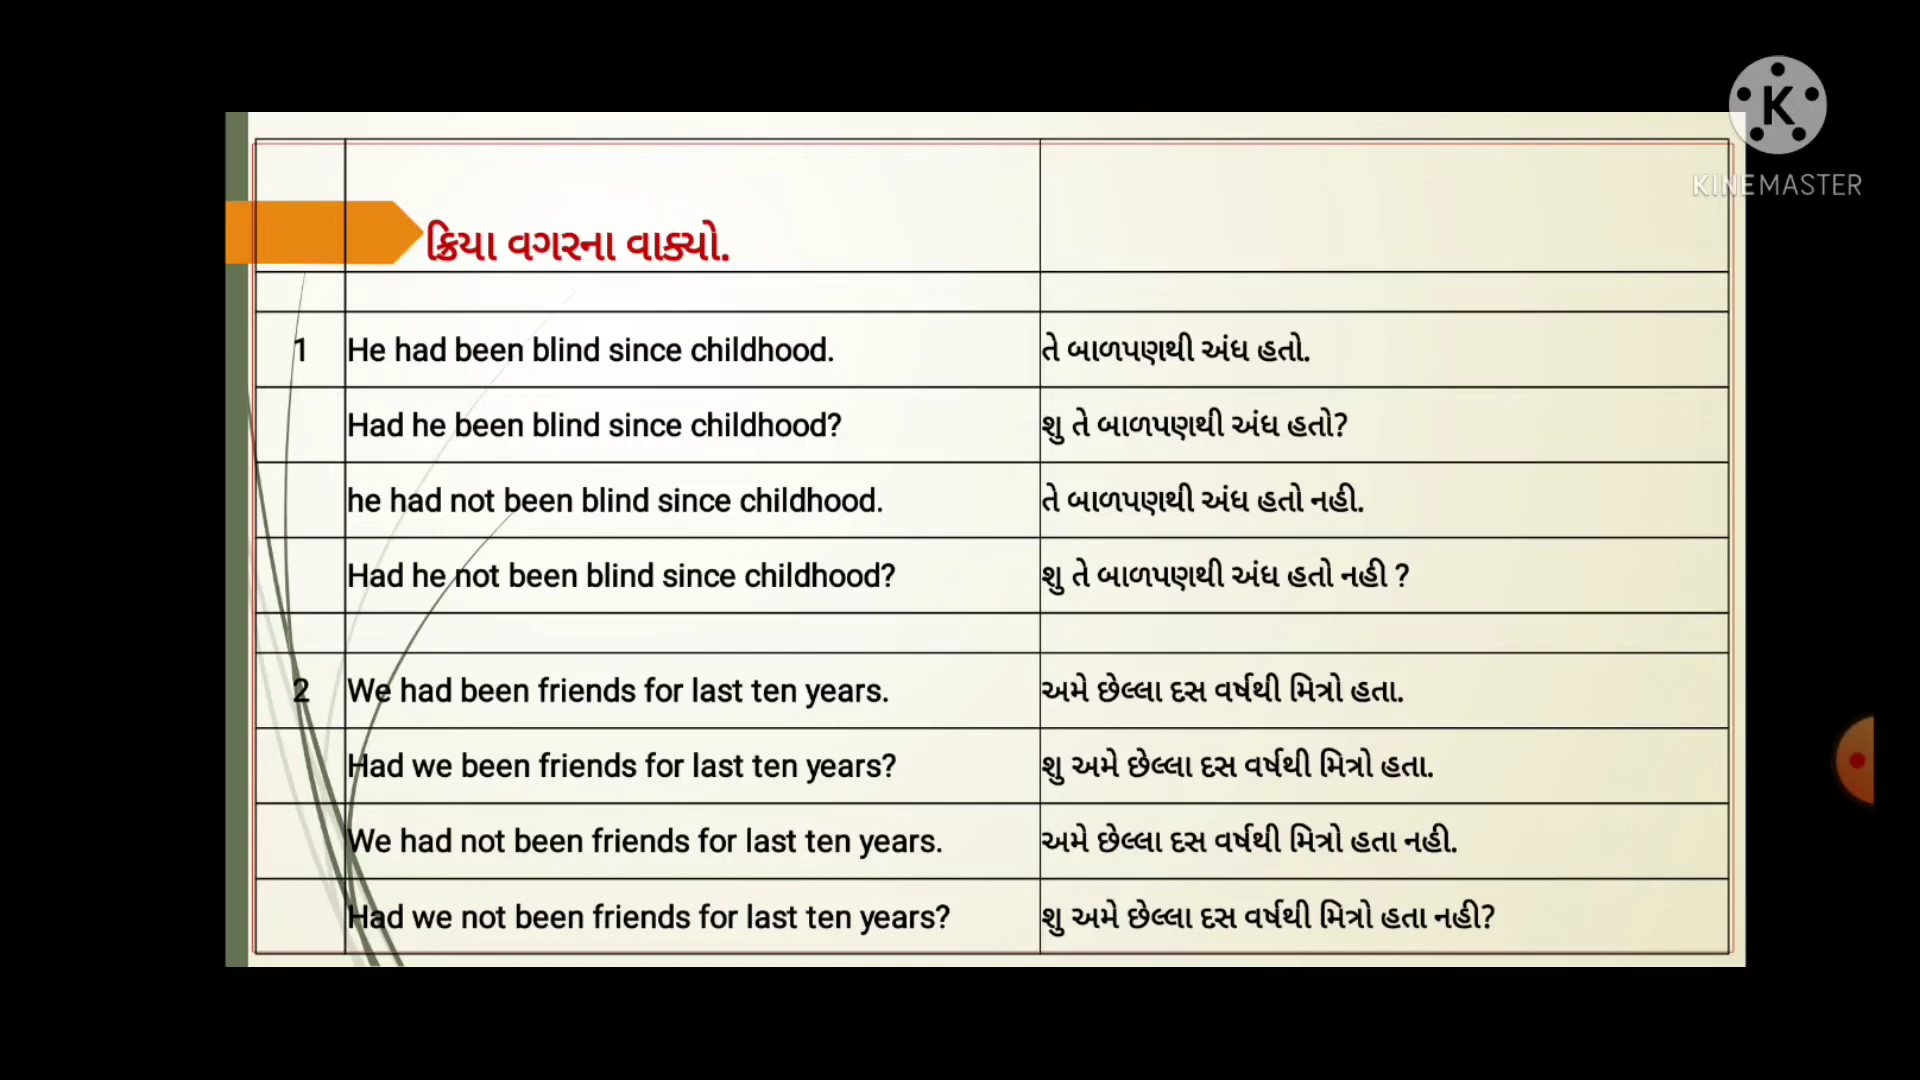 K
KINEMASTER
ક્રિયા વગરના વાક્યો.
1 He had been blind since childhood. તે બાળપણથી અંધ હતો.
Had he been blind since childhood? શુ તે બાળપણથી અંધ હતો?
he had not been blind since childhood. તે બાળપણથી અંધ હતો નહી.
Had he not been blind since childhood? શુ તે બાળપણથી અંધ હતો નહી ?
2 We had been friends for last ten years. અમે છેલ્લા દસ વર્ષથી મિત્રો હતા.
Had we been friends for last ten years? શુ અમે છેલ્લા દસ વર્ષથી મિત્રો હતા.
We had not been friends for last ten years. અમે છેલ્લા દસ વર્ષથી મિત્રો હતા નહી.
Had we not been friends for last ten years? શુ અમે છેલ્લા દસ વર્ષથી મિત્રો હતા નહી?